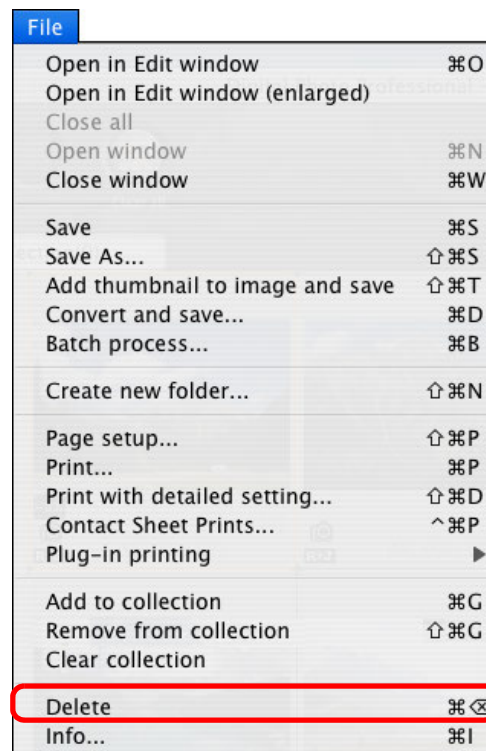 File
Open in Edit window ⌘O
Open in Edit window (enlarged)
Close all
Open window ⌘N
Close window ⌘W
Save ⌘S
Save As... ⇧⌘S
Add thumbnail to image and save ⇧⌘T
Convert and save... ⌘D
Batch process... ⌘B
Create new folder... ⇧⌘N
Page setup... ⇧⌘P
Print... ⌘P
Print with detailed setting... ⇧⌘D
Contact Sheet Prints... ^⌘P
Plug-in printing ▶
Add to collection ⌘G
Remove from collection ⇧⌘G
Clear collection
Delete ⌘⌫
Info... ⌘I